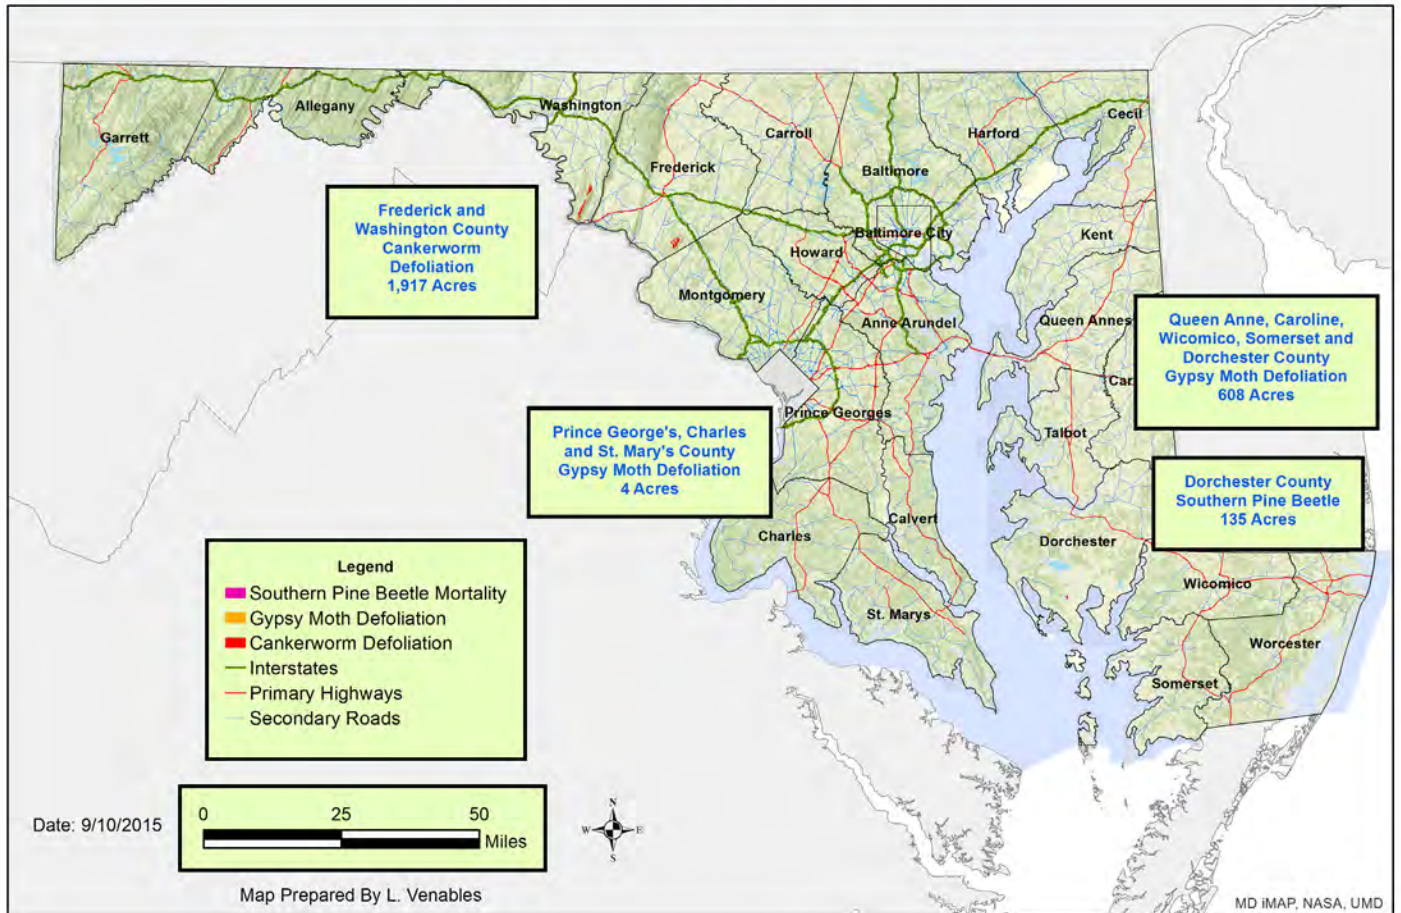 Garrett
Allegany
Washington
Frederick
Carroll
Baltimore
Harford
Cecil
Baltimore City
Howard
Kent
Montgomery
Anne Arundel
Queen Annes
Prince Georges
Talbot
Calvert
Charles
St. Marys
Dorchester
Wicomico
Worcester
Somerset
Frederick and
Washington County
Cankerworm
Defoliation
1,917 Acres
Queen Anne, Caroline,
Wicomico, Somerset and
Dorchester County
Gypsy Moth Defoliation
608 Acres
Prince George's, Charles
and St. Mary's County
Gypsy Moth Defoliation
4 Acres
Dorchester County
Southern Pine Beetle
135 Acres
Legend
Southern Pine Beetle Mortality
Gypsy Moth Defoliation
Cankerworm Defoliation
Interstates
Primary Highways
Secondary Roads
0 25 50
Miles
N
W E
S
Date: 9/10/2015
Map Prepared By L. Venables
MD iMAP, NASA, UMD